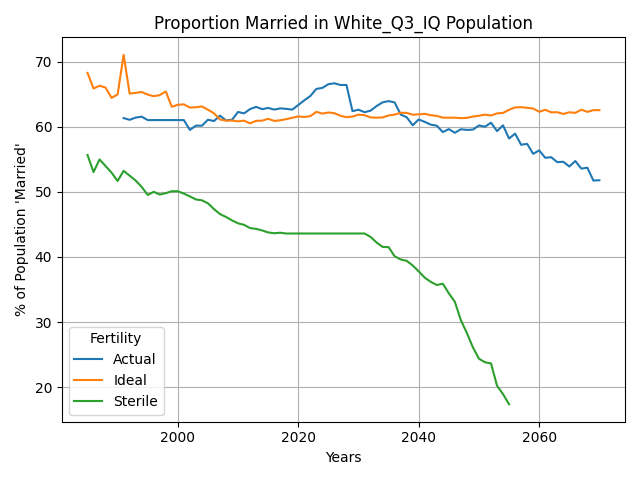 Proportion Married in White_Q3_IQ Population
% of Population 'Married'
70
60
50
40
30
20
Fertility
Actual
Ideal
Sterile
2000
2020
2040
2060
Years